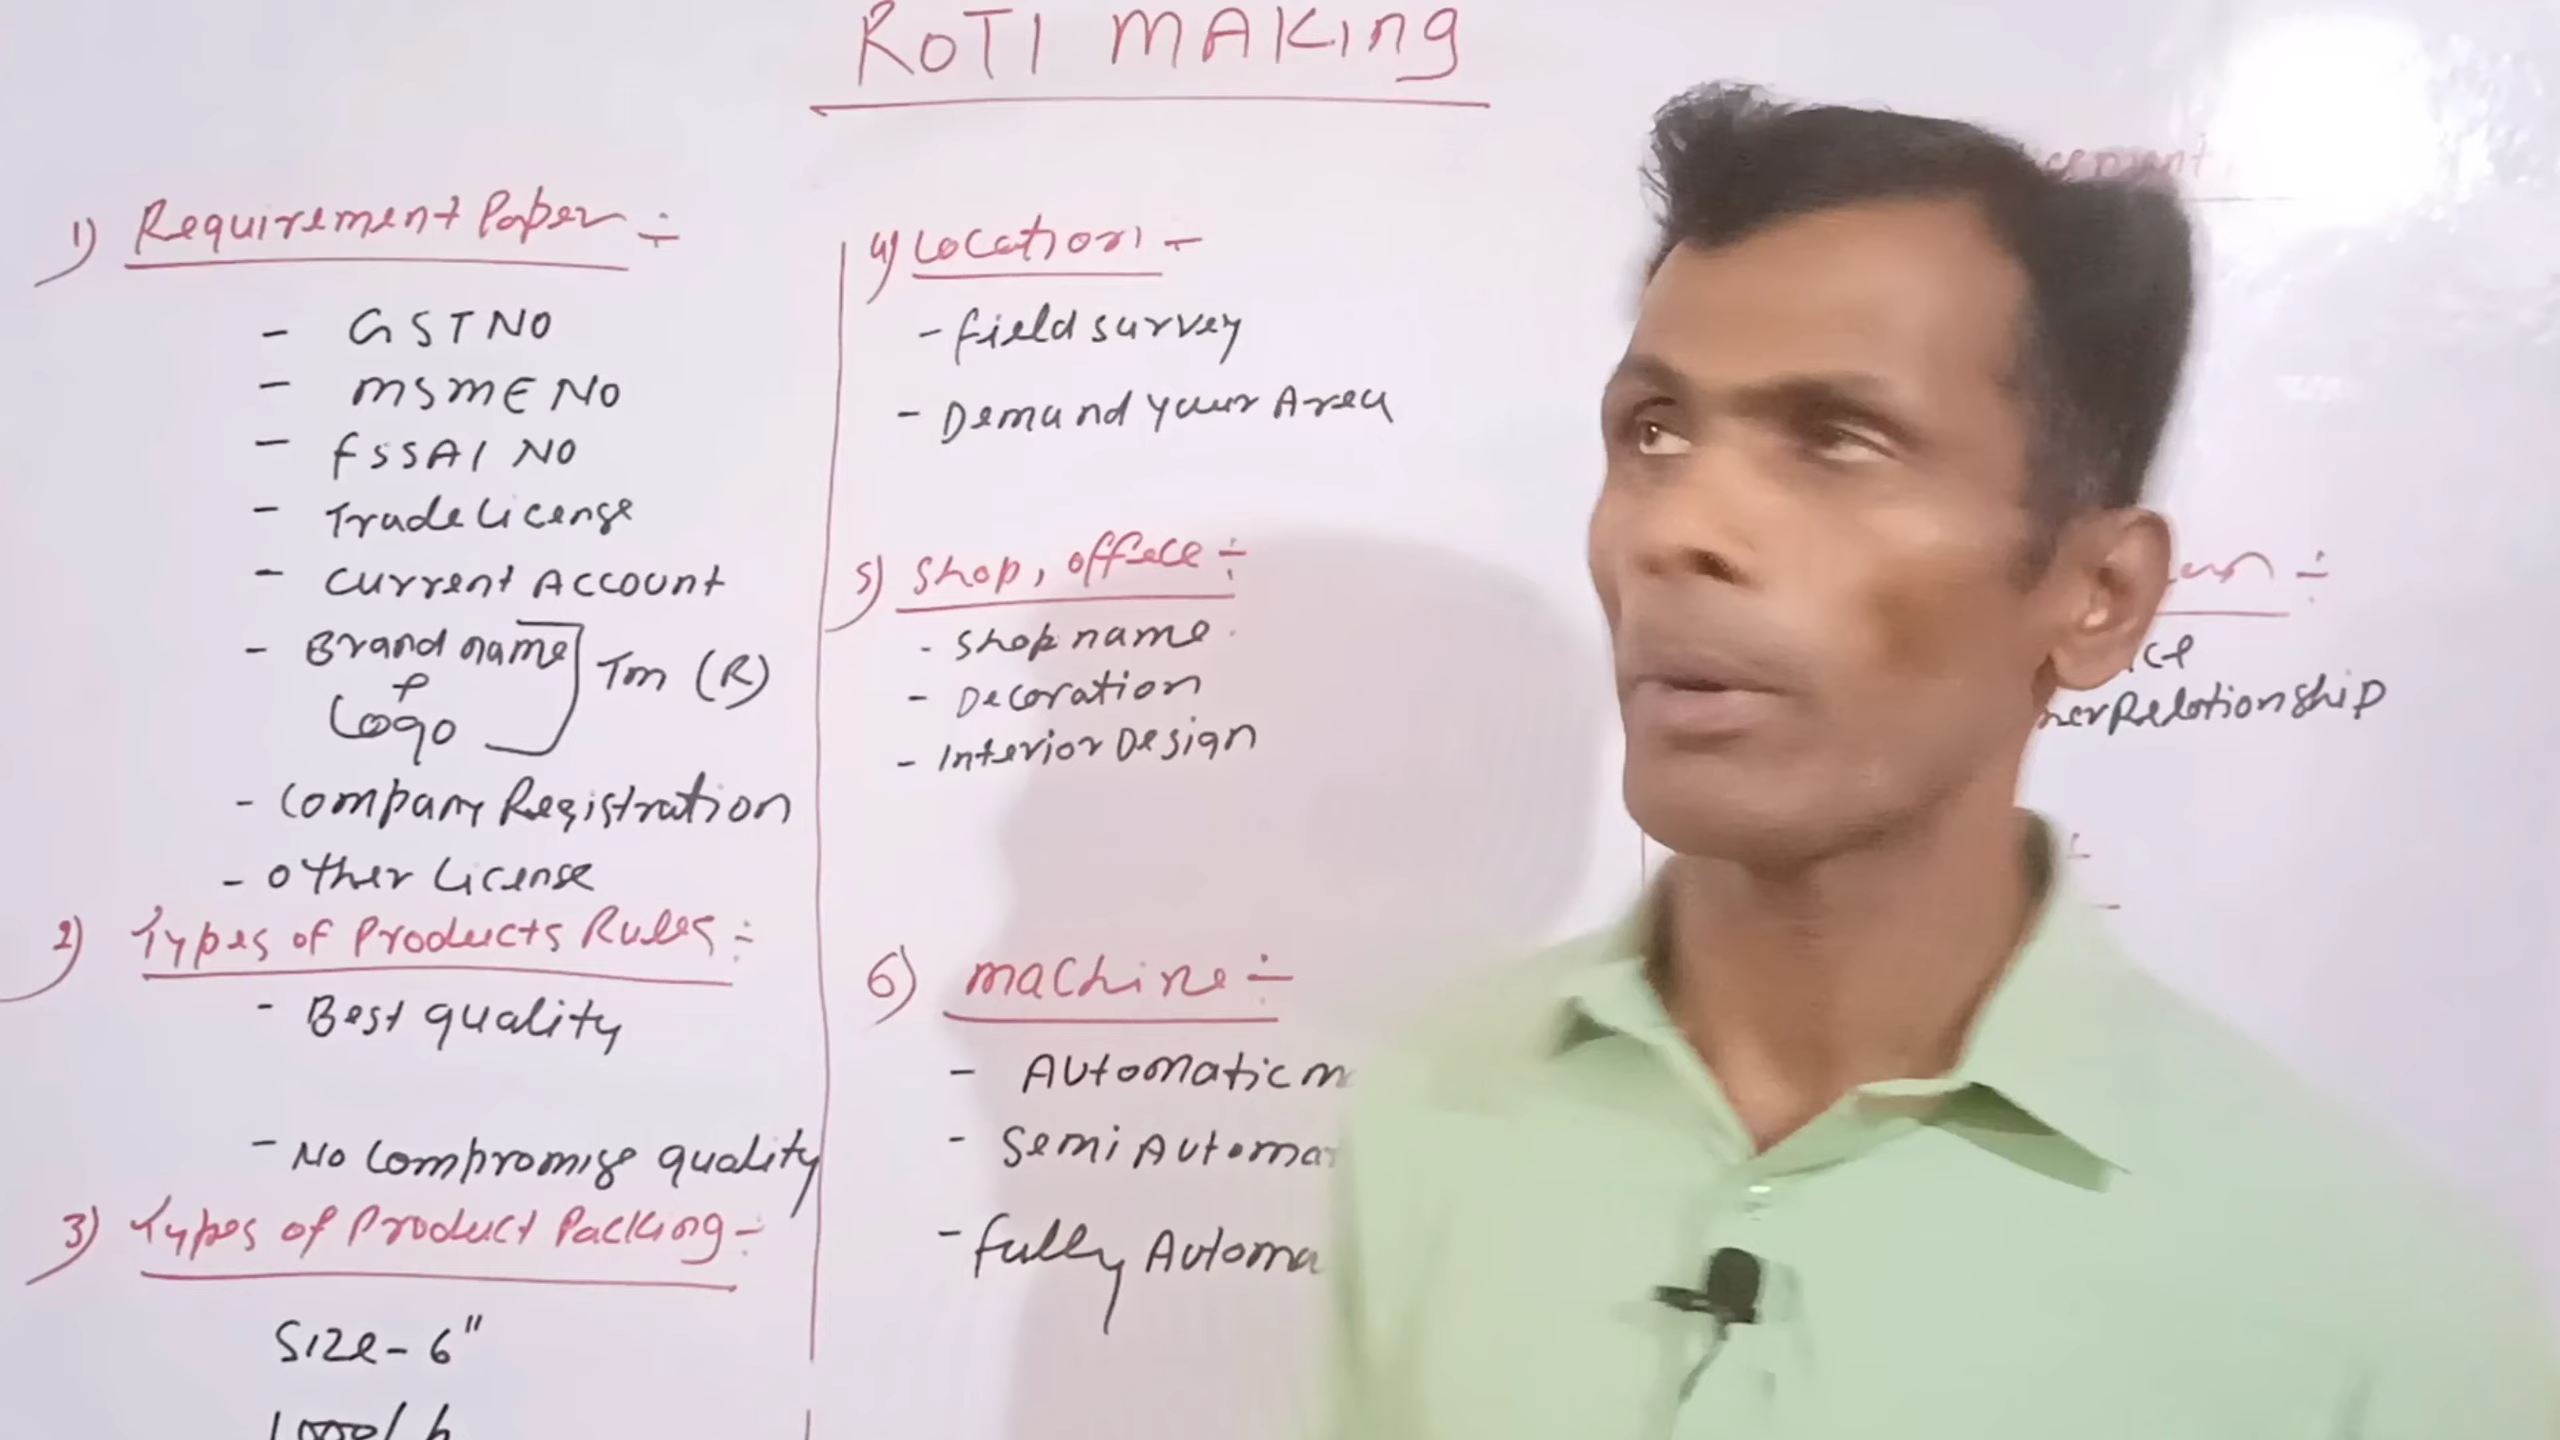 ROTI MAKING
1) Requirement Paper ÷
- GST NO
- MSME NO
- FSSAI NO
- Trade License
- Current Account
- Brand name
+
Logo
Tm (R)
- Company Registration
- Other License
2) Types of Products Rules ÷
- Best quality
- No Compromise quality
3) Types of Product Packing ÷
Size - 6"
4) Location ÷
- Field survey
- Demand your Area
5) Shop, office ÷
- Shop name
- Decoration
- Interior Design
6) Machine ÷
- Automatic
- Semi
- Fully
Relationship